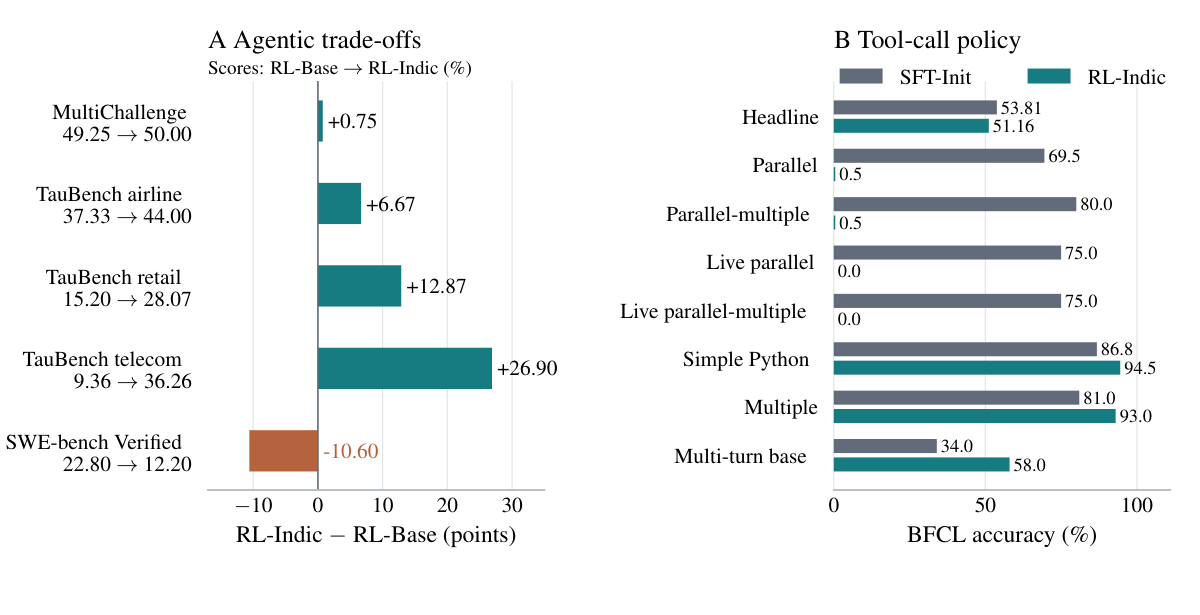 A Agentic trade-offs
Scores: RL-Base → RL-Indic (%)
MultiChallenge
49.25 → 50.00
+0.75
TauBench airline
37.33 → 44.00
+6.67
TauBench retail
15.20 → 28.07
+12.87
TauBench telecom
9.36 → 36.26
+26.90
SWE-bench Verified
22.80 → 12.20
-10.60
−10 0 10 20 30
RL-Indic − RL-Base (points)
B Tool-call policy
SFT-Init RL-Indic
Headline
53.81
51.16
Parallel
69.5
0.5
Parallel-multiple
80.0
0.5
Live parallel
75.0
0.0
Live parallel-multiple
75.0
0.0
Simple Python
86.8
94.5
Multiple
81.0
93.0
Multi-turn base
34.0
58.0
0 50 100
BFCL accuracy (%)